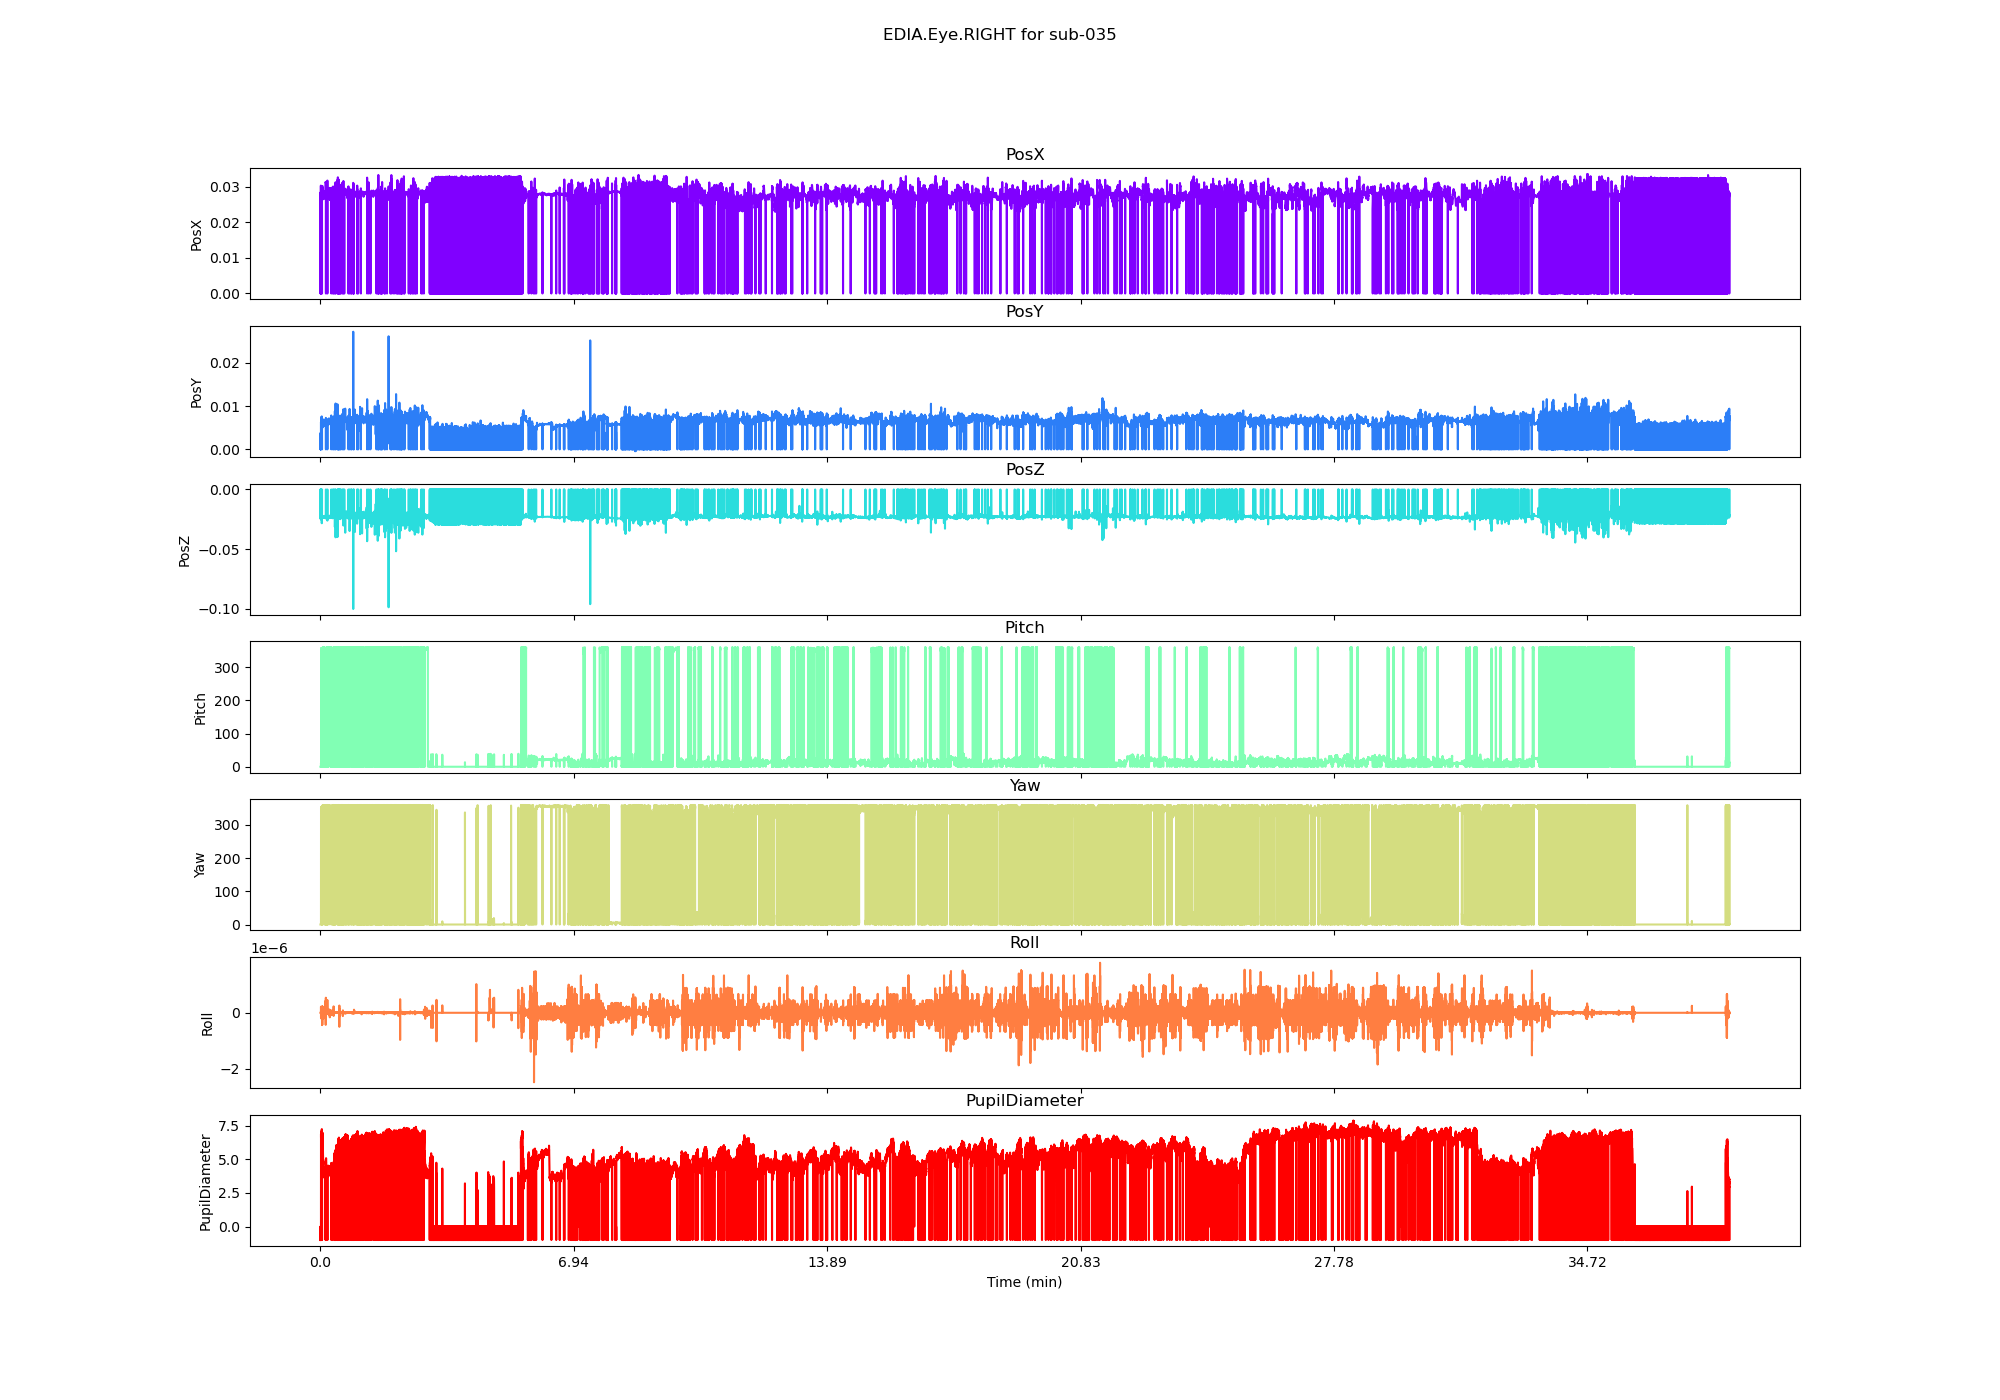 EDIA.Eye.RIGHT for sub-035
PosX
PosX
0.03
0.02
0.01
0.00
PosY
PosY
0.02
0.01
0.00
PosZ
PosZ
0.00
−0.05
−0.10
Pitch
Pitch
300
200
100
0
Yaw
Yaw
300
200
100
0
1e−6
Roll
Roll
0
−2
PupilDiameter
PupilDiameter
7.5
5.0
2.5
0.0
0.0 6.94 13.89 20.83 27.78 34.72
Time (min)